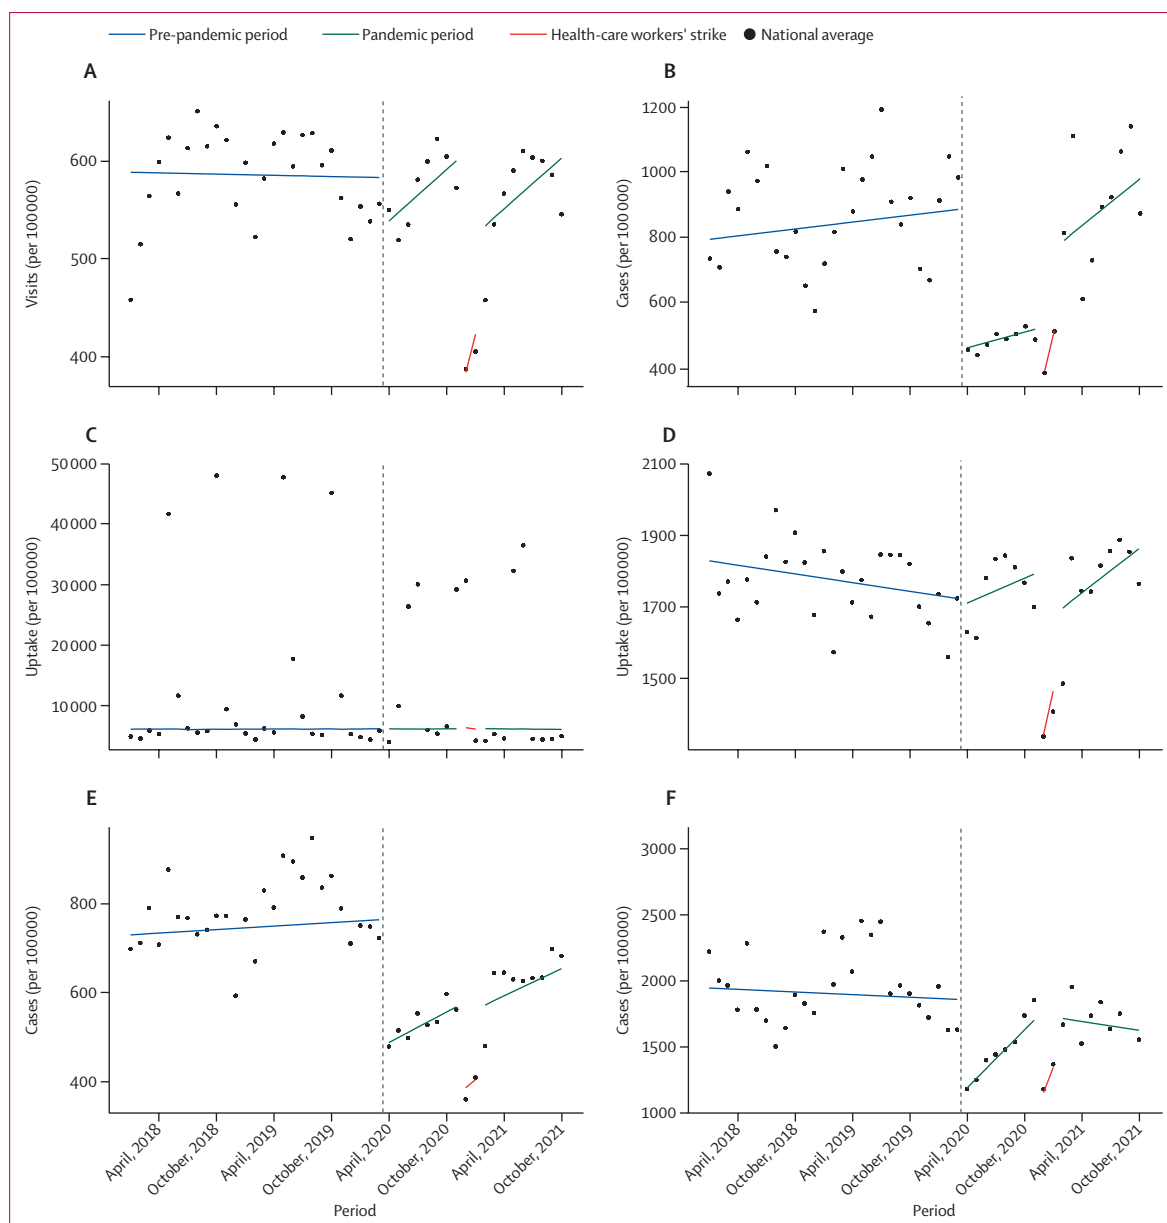 Pre-pandemic period Pandemic period Health-care workers' strike National average
A
Visits (per 100 000)
600
500
400
B
Cases (per 100 000)
1200
1000
800
600
400
C
Uptake (per 100 000)
50 000
40 000
30 000
20 000
10 000
D
Uptake (per 100 000)
2100
1900
1700
1500
E
Cases (per 100 000)
800
600
400
April, 2018
October, 2018
April, 2019
October, 2019
April, 2020
October, 2020
April, 2021
October, 2021
Period
F
Cases (per 100 000)
3000
2500
2000
1500
1000
April, 2018
October, 2018
April, 2019
October, 2019
April, 2020
October, 2020
April, 2021
October, 2021
Period